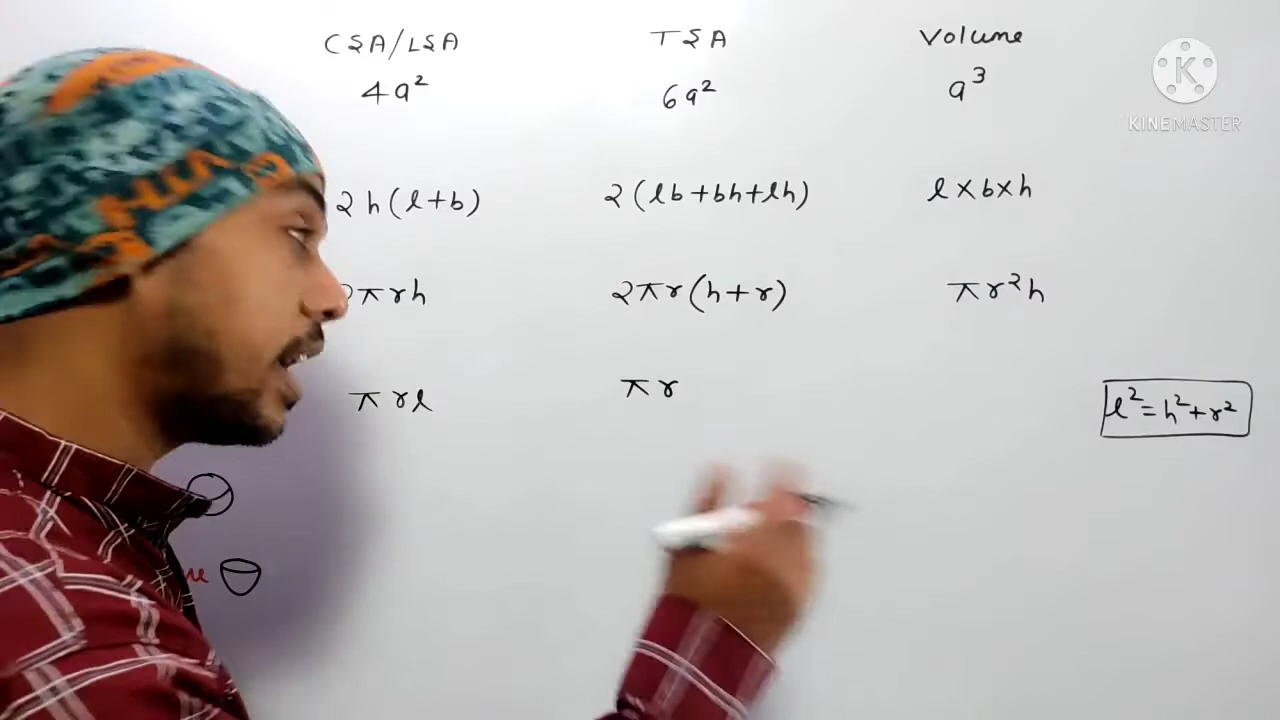 CSA/LSA TSA Volume
4a² 6a² a³
2h(l+b) 2(lb+bh+lh) l×b×h
2πrh 2πr(h+r) πr²h
πrl πr
l²=h²+r²
KINEMASTER